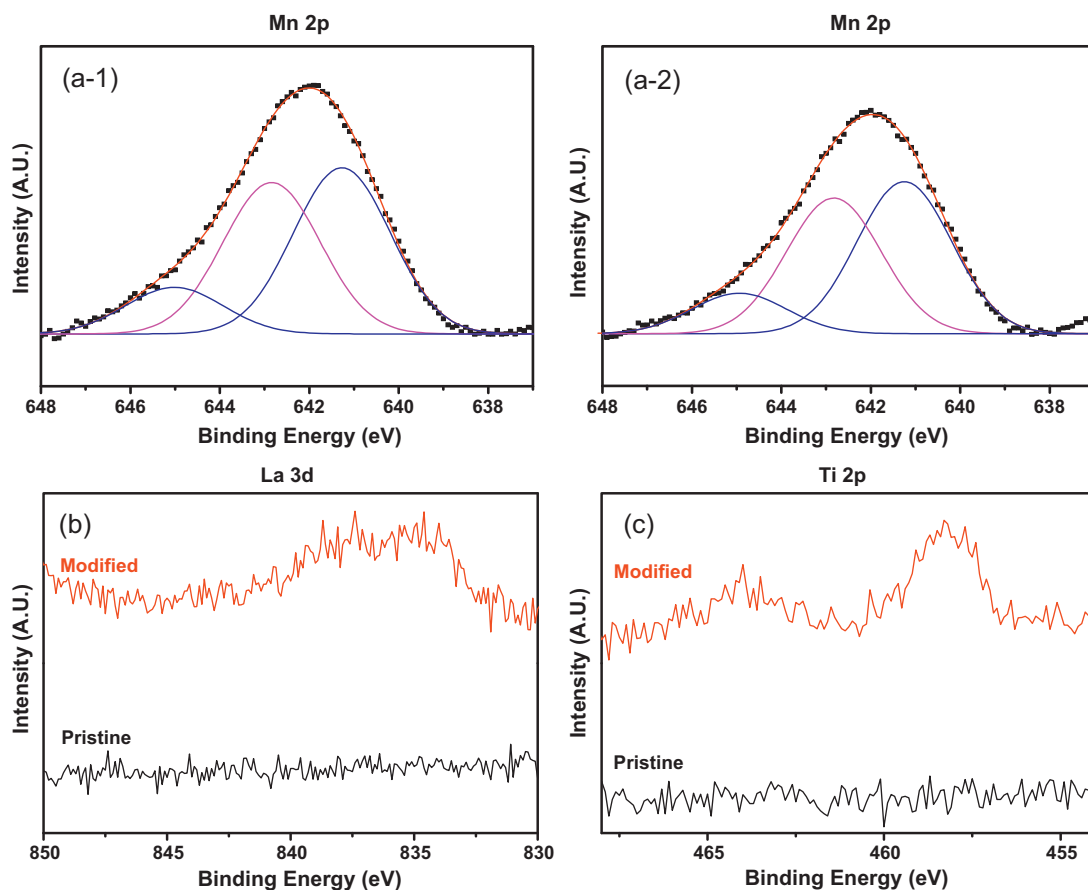 Mn 2p
(a-1)
Intensity (A.U.)
648 646 644 642 640 638
Binding Energy (eV)
Mn 2p
(a-2)
Intensity (A.U.)
648 646 644 642 640 638
Binding Energy (eV)
La 3d
(b)
Modified
Pristine
Intensity (A.U.)
850 845 840 835 830
Binding Energy (eV)
Ti 2p
(c)
Modified
Pristine
Intensity (A.U.)
465 460 455
Binding Energy (eV)